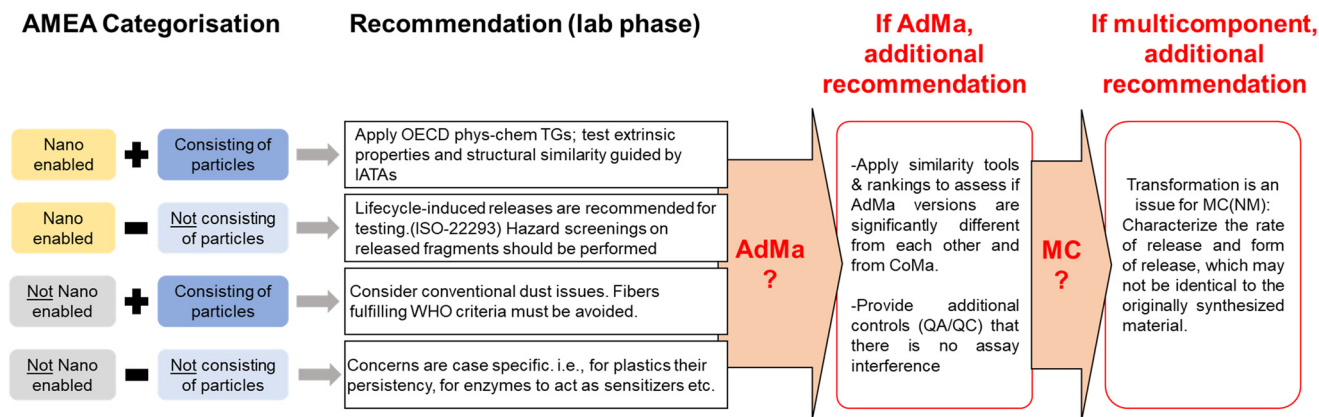 AMEA Categorisation
Recommendation (lab phase)
If AdMa,
additional
recommendation
If multicomponent,
additional
recommendation
Nano
enabled
+
Consisting of
particles
Apply OECD phys-chem TGs; test extrinsic
properties and structural similarity guided by
IATAs
Nano
enabled
-
Not consisting
of particles
Lifecycle-induced releases are recommended for
testing.(ISO-22293) Hazard screenings on
released fragments should be performed
Not Nano
enabled
+
Consisting of
particles
Consider conventional dust issues. Fibers
fulfilling WHO criteria must be avoided.
Not Nano
enabled
-
Not consisting
of particles
Concerns are case specific. i.e., for plastics their
persistency, for enzymes to act as sensitizers etc.
AdMa
?
-Apply similarity tools
& rankings to assess if
AdMa versions are
significantly different
from each other and
from CoMa.
-Provide additional
controls (QA/QC) that
there is no assay
interference
MC
?
Transformation is an
issue for MC(NM):
Characterize the rate
of release and form
of release, which may
not be identical to the
originally synthesized
material.